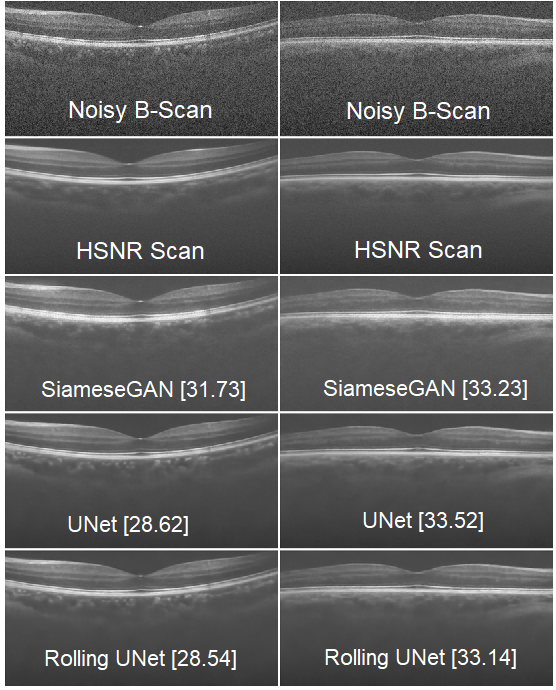 Noisy B-Scan
Noisy B-Scan
HSNR Scan
HSNR Scan
SiameseGAN [31.73]
SiameseGAN [33.23]
UNet [28.62]
UNet [33.52]
Rolling UNet [28.54]
Rolling UNet [33.14]